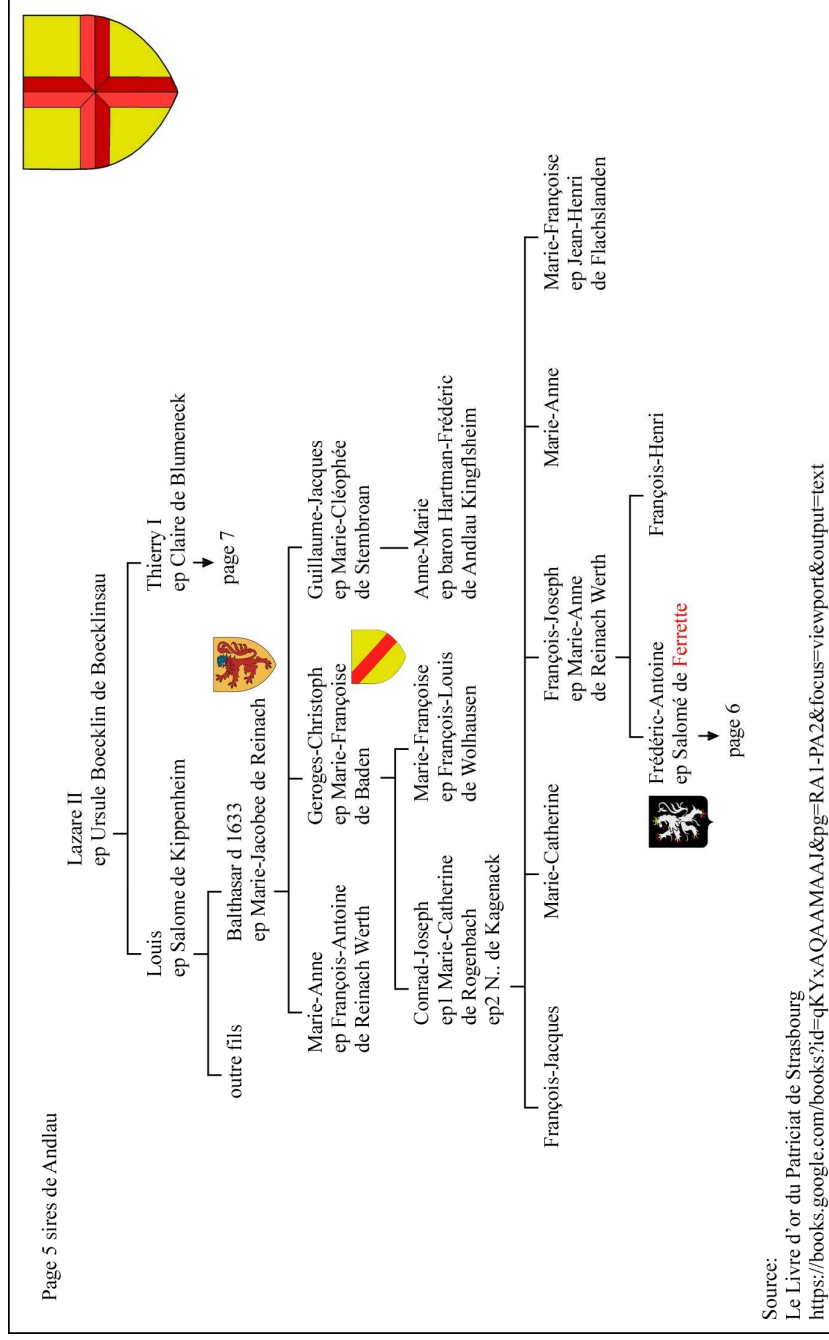 Page 5 sires de Andlau
Lazare II
ep Ursule Boecklin de Boecklinsau
Louis
ep Salome de Kippenheim
Thierry I
ep Claire de Blumeneck
page 7
outre fils
Balthasar d 1633
ep Marie-Jacobee de Reinach
Marie-Anne
ep François-Antoine
de Reinach Werth
Geroges-Christoph
ep Marie-Françoise
de Baden
Guillaume-Jacques
ep Marie-Cléophée
de Stembroan
Conrad-Joseph
ep1 Marie-Catherine
de Rogenbach
ep2 N.. de Kagenack
Marie-Françoise
ep François-Louis
de Wolhausen
Anne-Marie
ep baron Hartman-Frédéric
de Andlau Kingflsheim
François-Jacques
Marie-Catherine
François-Joseph
ep Marie-Anne
de Reinach Werth
Marie-Anne
Marie-Françoise
ep Jean-Henri
de Flachslanden
Frédéric-Antoine
ep Salomé de Ferrette
page 6
François-Henri
Source:
Le Livre d'or du Patriciat de Strasbourg
https://books.google.com/books?id=qKYxAQAAMAAJ&pg=RA1-PA2&focus=viewport&output=text